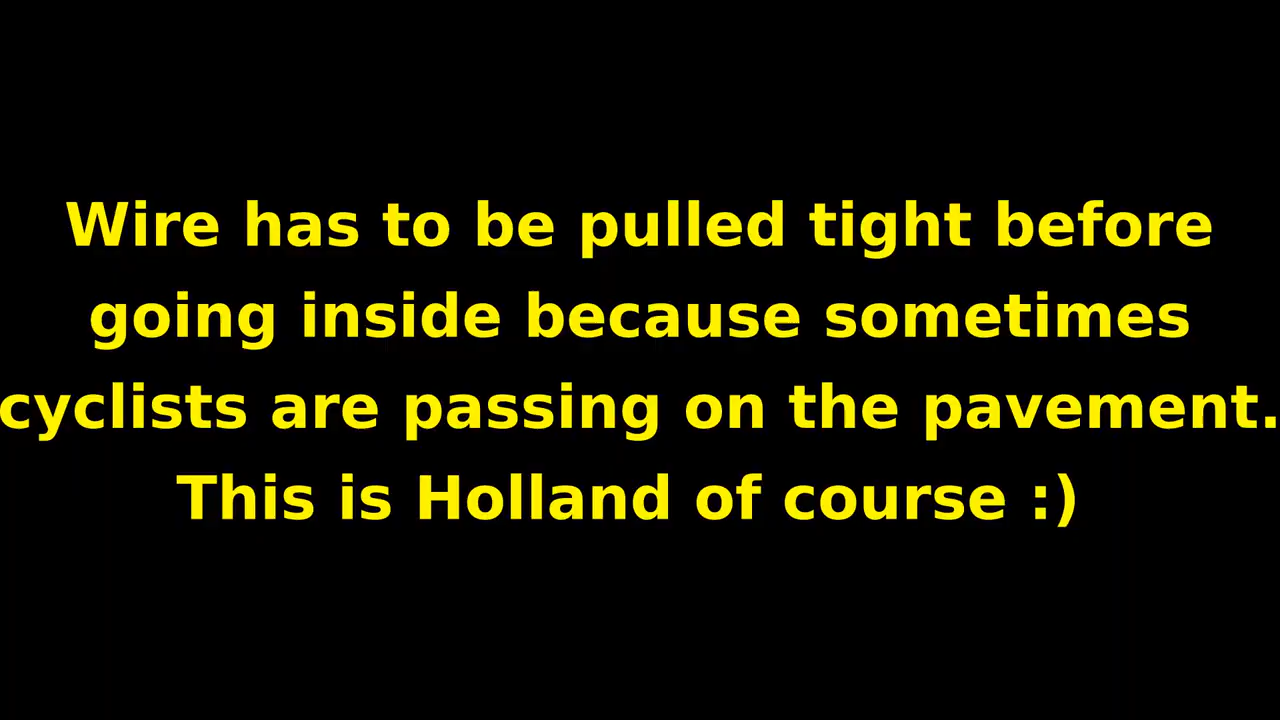 Wire has to be pulled tight before
going inside because sometimes
cyclists are passing on the pavement.
This is Holland of course :)